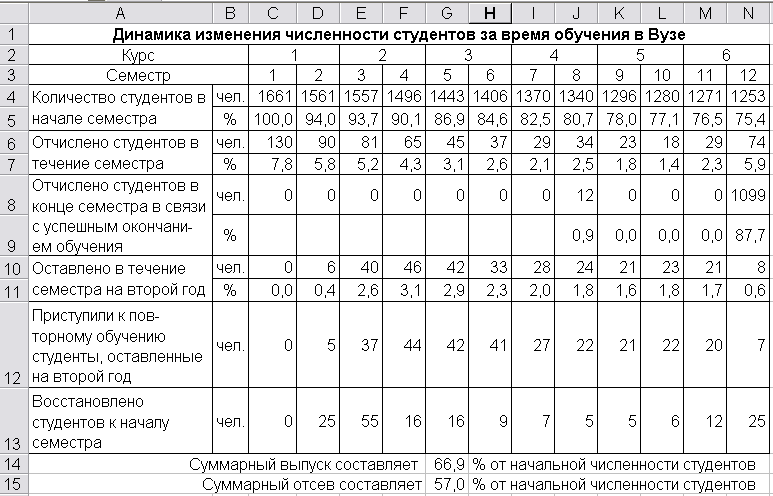 A B C D E F G H I J K L M N
1 Динамика изменения численности студентов за время обучения в Вузе
2 Курс 1 2 3 4 5 6
3 Семестр 1 2 3 4 5 6 7 8 9 10 11 12
4 Количество студентов в чел. 1661 1561 1557 1496 1443 1406 1370 1340 1296 1280 1271 1253
5 начале семестра % 100,0 94,0 93,7 90,1 86,9 84,6 82,5 80,7 78,0 77,1 76,5 75,4
6 Отчислено студентов в чел. 130 90 81 65 45 37 29 34 23 18 29 74
7 течение семестра % 7,8 5,8 5,2 4,3 3,1 2,6 2,1 2,5 1,8 1,4 2,3 5,9
Отчислено студентов в
8 конце семестра в связи чел. 0 0 0 0 0 0 0 12 0 0 0 1099
с успешным окончани-
9 ем обучения % 0,9 0,0 0,0 0,0 87,7
10 Оставлено в течение чел. 0 6 40 46 42 33 28 24 21 23 21 8
11 семестра на второй год % 0,0 0,4 2,6 3,1 2,9 2,3 2,0 1,8 1,6 1,8 1,7 0,6
Приступили к пов-
торному обучению
студенты, оставленные чел. 0 5 37 44 42 41 27 22 21 22 20 7
12 на второй год
Восстановлено
студентов к началу чел. 0 25 55 16 16 9 7 5 5 6 12 25
13 семестра
14 Суммарный выпуск составляет 66,9 % от начальной численности студентов
15 Суммарный отсев составляет 57,0 % от начальной численности студентов